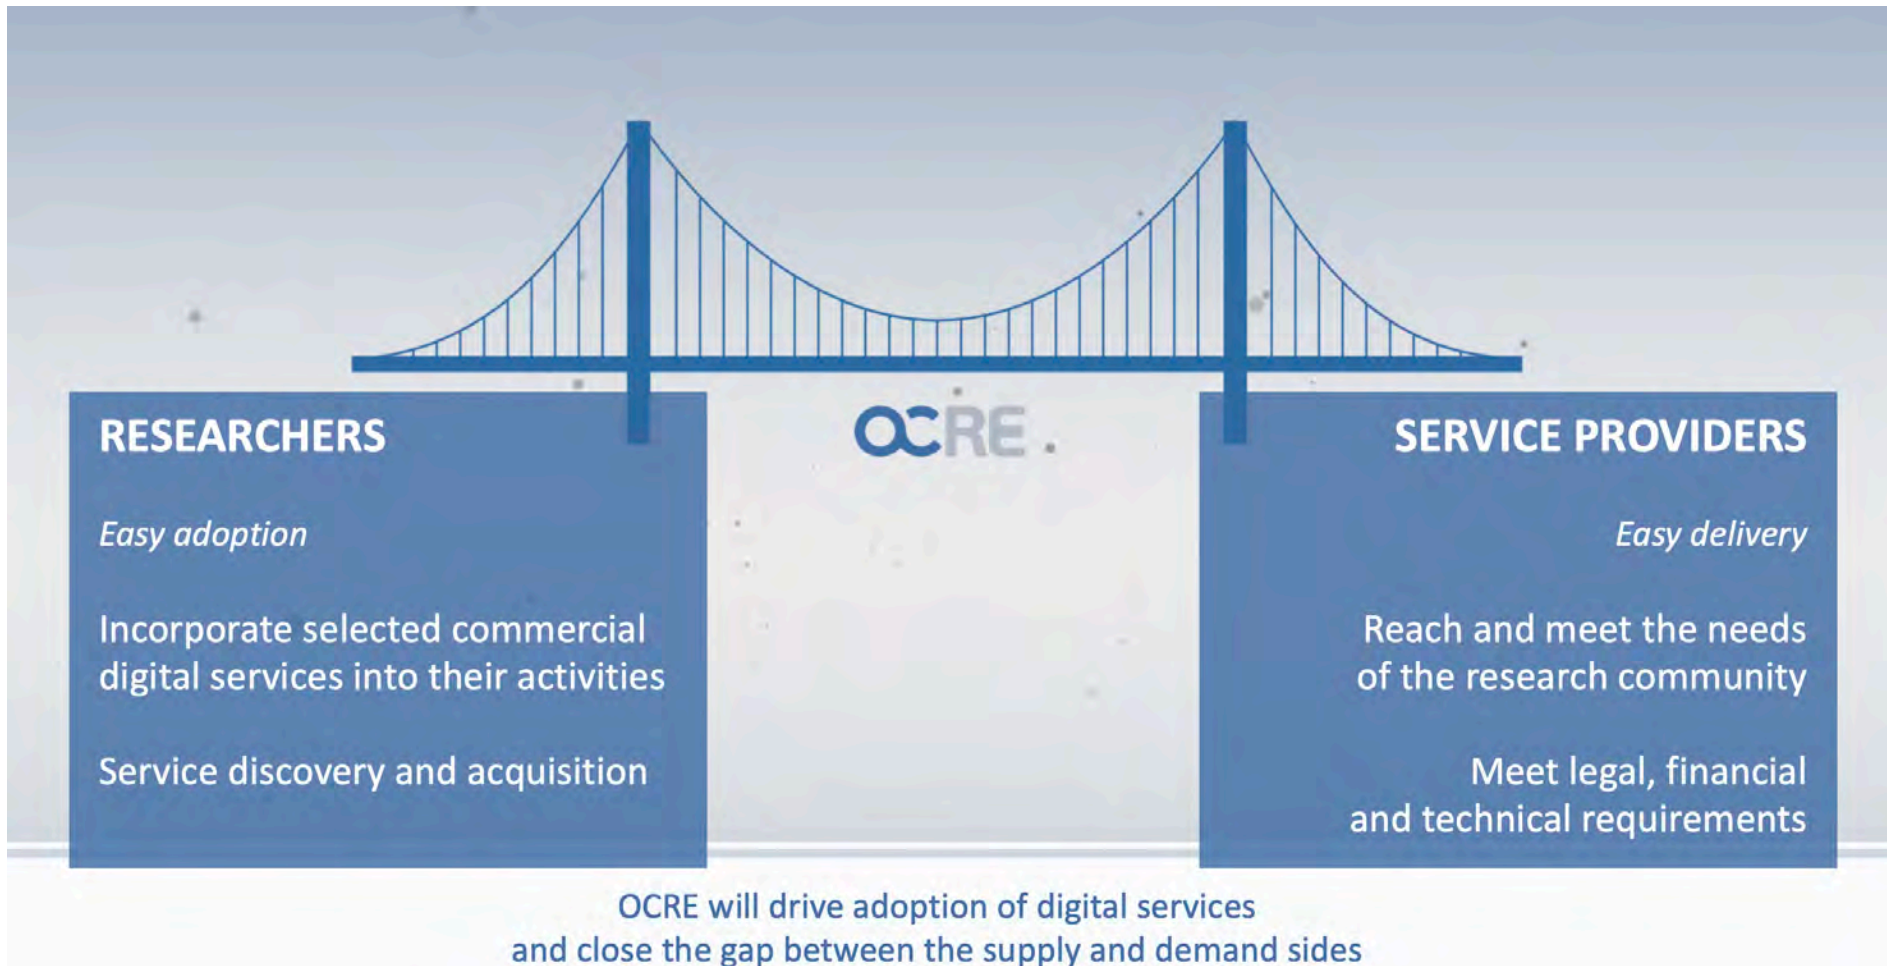 RESEARCHERS
Easy adoption
Incorporate selected commercial
digital services into their activities
Service discovery and acquisition
OCRE
SERVICE PROVIDERS
Easy delivery
Reach and meet the needs
of the research community
Meet legal, financial
and technical requirements
OCRE will drive adoption of digital services
and close the gap between the supply and demand sides